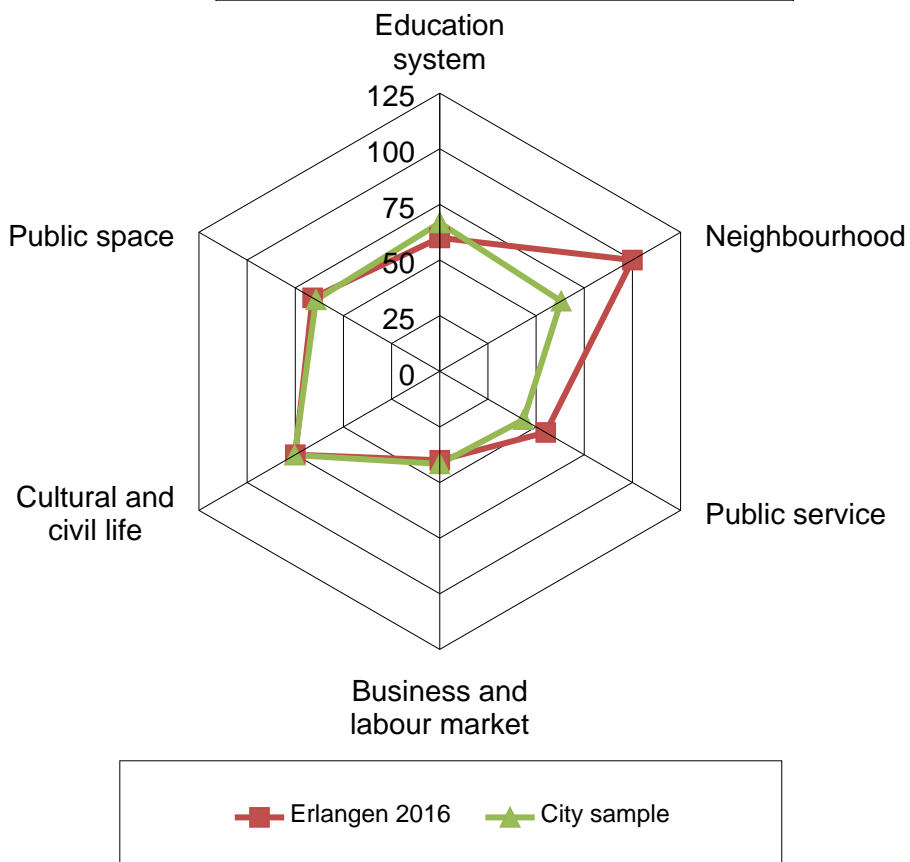 Education
system
125
100
75
50
25
0
Public space
Neighbourhood
Cultural and
civil life
Public service
Business and
labour market
Erlangen 2016
City sample